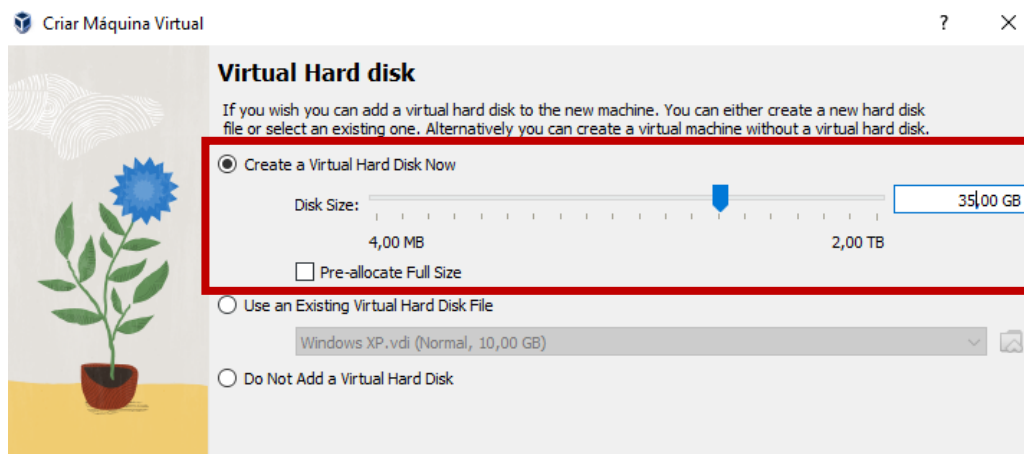 Criar Máquina Virtual
?
Virtual Hard disk
If you wish you can add a virtual hard disk to the new machine. You can either create a new hard disk
file or select an existing one. Alternatively you can create a virtual machine without a virtual hard disk.
Create a Virtual Hard Disk Now
Disk Size:
35,00 GB
4,00 MB
2,00 TB
Pre-allocate Full Size
Use an Existing Virtual Hard Disk File
Windows XP.vdi (Normal, 10,00 GB)
Do Not Add a Virtual Hard Disk